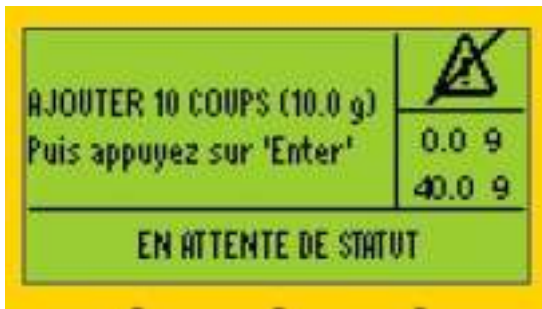 AJOUTER 10 COUPS (10.0 g)
Puis appuyez sur 'Enter'
0.0 g
40.0 g
EN ATTENTE DE STATUT